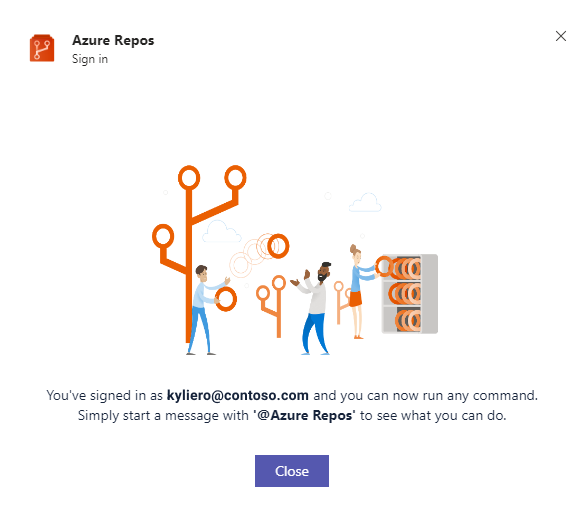 Azure Repos
Sign in
You've signed in as kyliero@contoso.com and you can now run any command.
Simply start a message with '@Azure Repos' to see what you can do.
Close